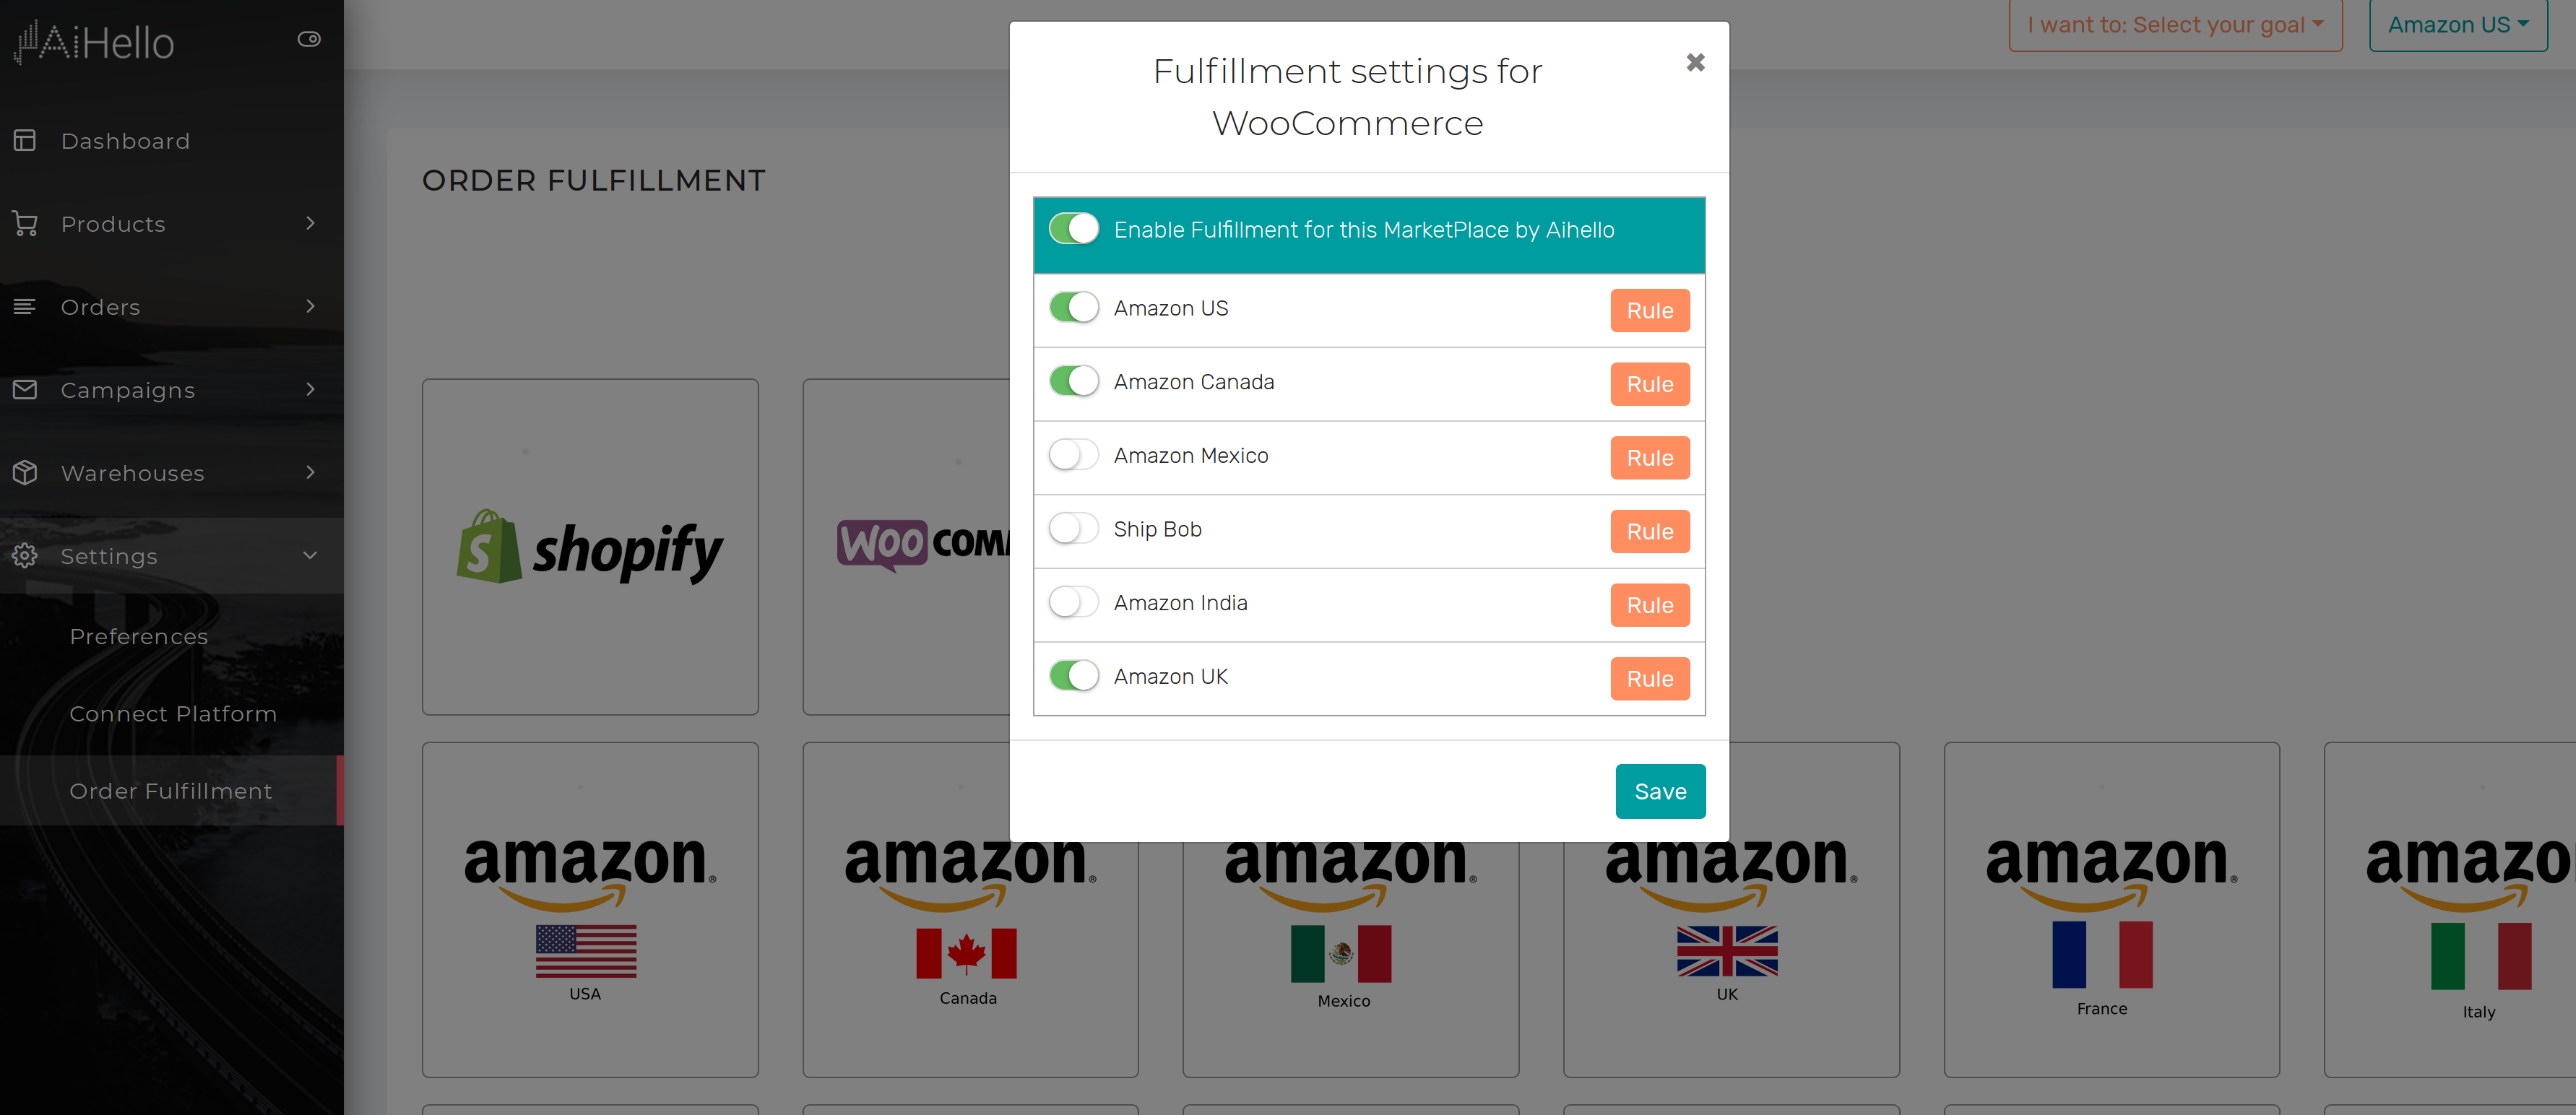 AiHello
I want to: Select your goal
Amazon US
Dashboard
Products
Orders
Campaigns
Warehouses
Settings
Preferences
Connect Platform
Order Fulfillment
ORDER FULFILLMENT
shopify
WOO COMM
Fulfillment settings for
WooCommerce
Enable Fulfillment for this MarketPlace by Aihello
Amazon US Rule
Amazon Canada Rule
Amazon Mexico Rule
Ship Bob Rule
Amazon India Rule
Amazon UK Rule
Save
amazon®
USA
amazon®
Canada
amazon®
Mexico
amazon®
UK
amazon®
France
amazo
Italy